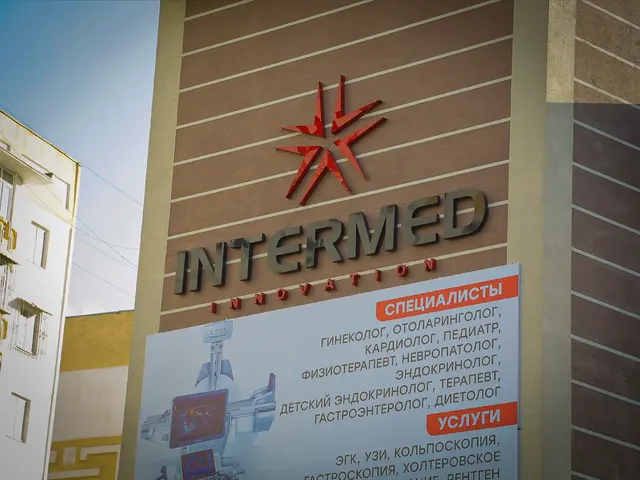 INTERMED
INNOVATION
СПЕЦИАЛИСТЫ
ГИНЕКОЛОГ, ОТОЛАРИНГОЛОГ,
КАРДИОЛОГ, ПЕДИАТР,
ФИЗИОТЕРАПЕВТ, НЕВРОПАТОЛОГ,
ЭНДОКРИНОЛОГ,
ДЕТСКИЙ ЭНДОКРИНОЛОГ, ТЕРАПЕВТ,
ГАСТРОЭНТЕРОЛОГ, ДИЕТОЛОГ
УСЛУГИ
ЭГК, УЗИ, КОЛЬПОСКОПИЯ,
ГАСТРОСКОПИЯ, ХОЛТЕРОВСКОЕ
РЕНТГЕН